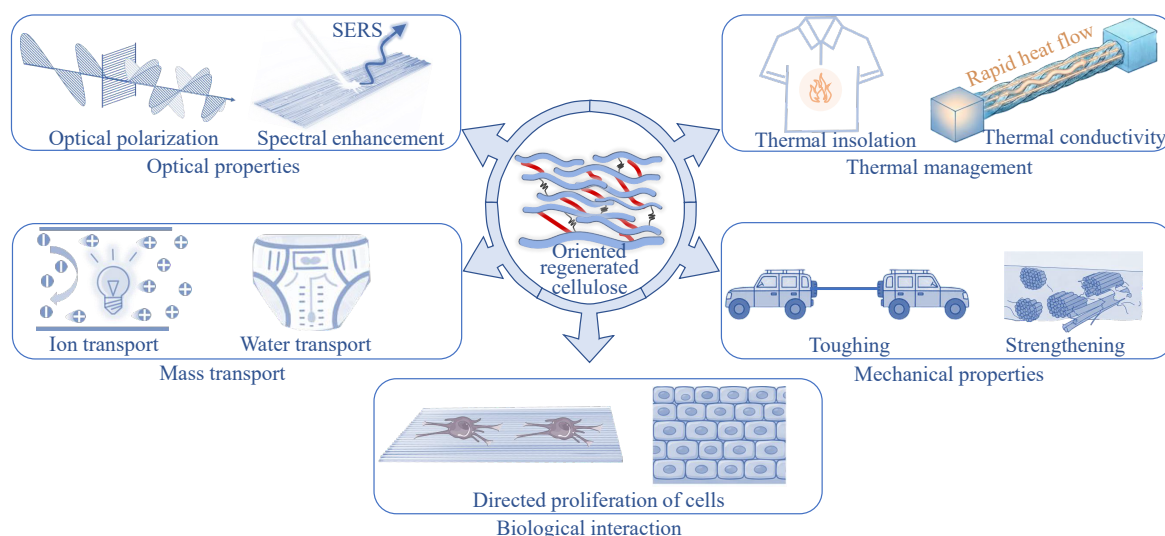 SERS
Optical polarization
Spectral enhancement
Optical properties
Rapid heat flow
Thermal insolation
Thermal conductivity
Thermal management
Oriented
regenerated
cellulose
Ion transport
Water transport
Mass transport
Toughing
Strengthening
Mechanical properties
Directed proliferation of cells
Biological interaction